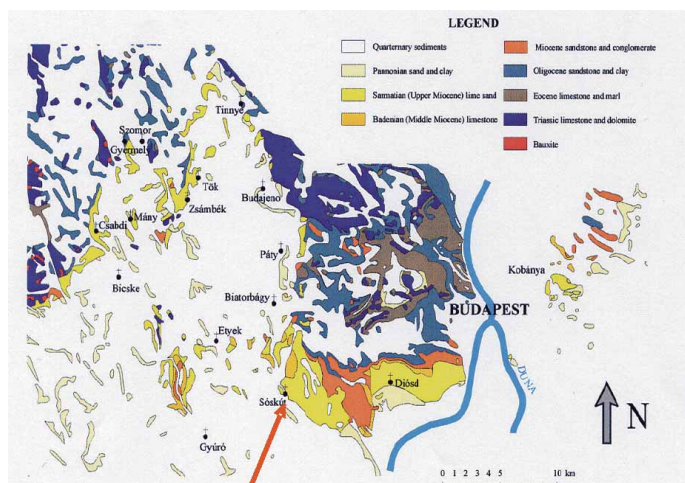 LEGEND
Quaternary sediments
Pannonian sand and clay
Sarmatian (Upper Miocene) lime sand
Badenian (Middle Miocene) limestone
Miocene sandstone and conglomerate
Oligocene sandstone and clay
Eocene limestone and marl
Triassic limestone and dolomite
Bauxite
Tinnye
Szomor
Gyermely
Tök
Zsámbék
Budajeno
Mány
Csabdi
Páty
Kobánya
Bicske
Biatorbágy
BUDAPEST
Etyek
DUNA
Diósd
Sóskút
Gyúró
N
0 1 2 3 4 5 10 km